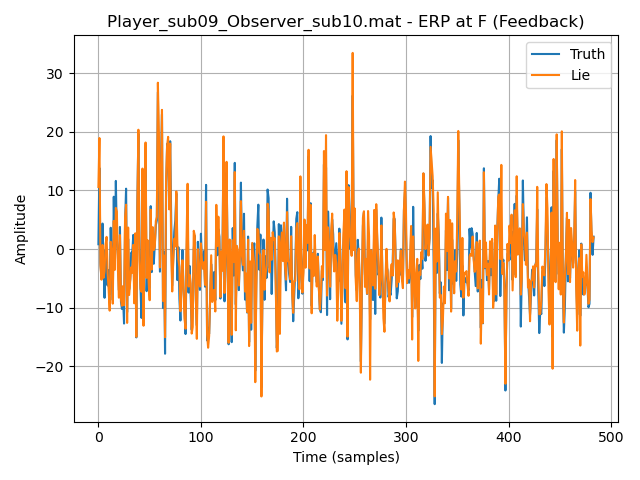 Player_sub09_Observer_sub10.mat - ERP at F (Feedback)
Truth
Lie
30
20
10
0
−10
−20
Amplitude
0 100 200 300 400 500
Time (samples)